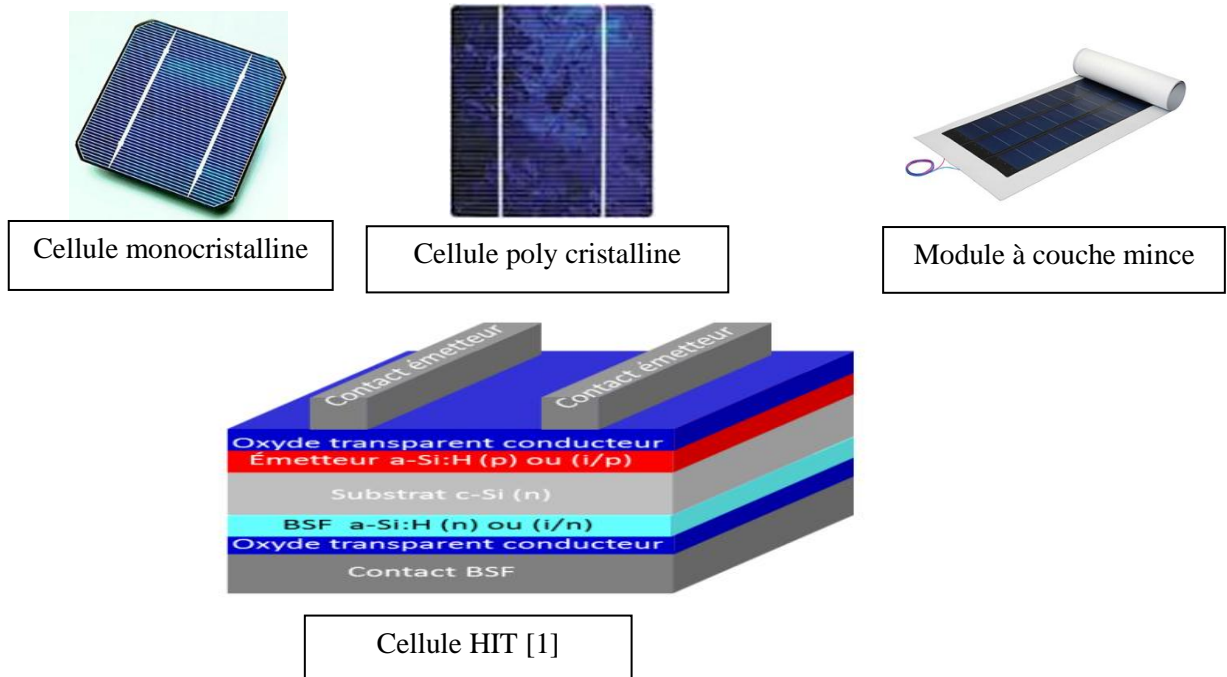 Cellule monocristalline
Cellule poly cristalline
Module à couche mince
Contact émetteur
Contact émetteur
Oxyde transparent conducteur
Émetteur a-Si:H (p) ou (i/p)
Substrat c-Si (n)
BSF a-Si:H (n) ou (i/n)
Oxyde transparent conducteur
Contact BSF
Cellule HIT [1]